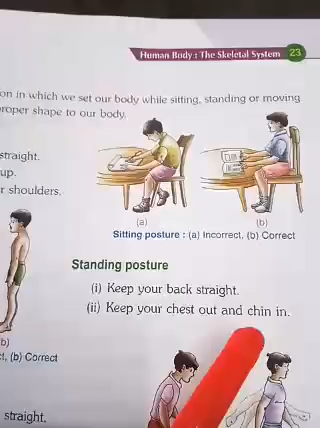 Human Body : The Skeletal System 23
on in which we set our body while sitting, standing or moving
roper shape to our body.
straight.
up.
r shoulders.
(a) (b)
Sitting posture : (a) Incorrect, (b) Correct
Standing posture
(i) Keep your back straight.
(ii) Keep your chest out and chin in.
b)
t, (b) Correct
straight.